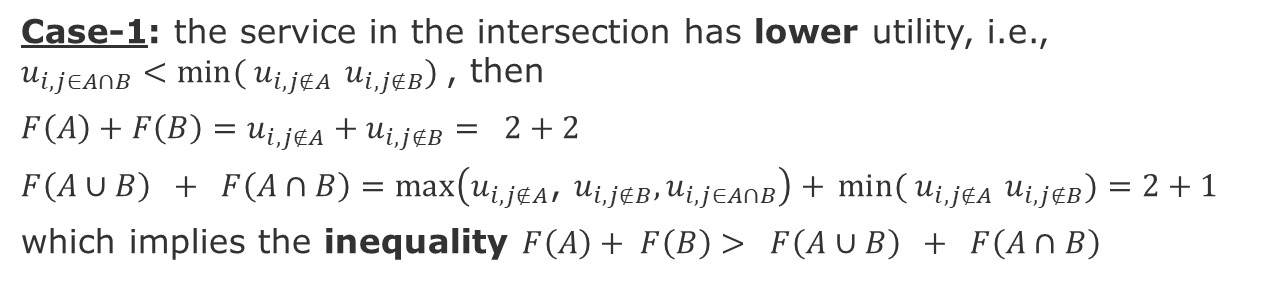 Case-1: the service in the intersection has lower utility, i.e.,
u_{i,j∈A∩B} < min( u_{i,j∉A} u_{i,j∉B}) , then
F(A) + F(B) = u_{i,j∉A} + u_{i,j∉B} = 2 + 2
F(A ∪ B) + F(A ∩ B) = max(u_{i,j∉A}, u_{i,j∉B}, u_{i,j∈A∩B}) + min( u_{i,j∉A} u_{i,j∉B}) = 2 + 1
which implies the inequality F(A) + F(B) > F(A ∪ B) + F(A ∩ B)